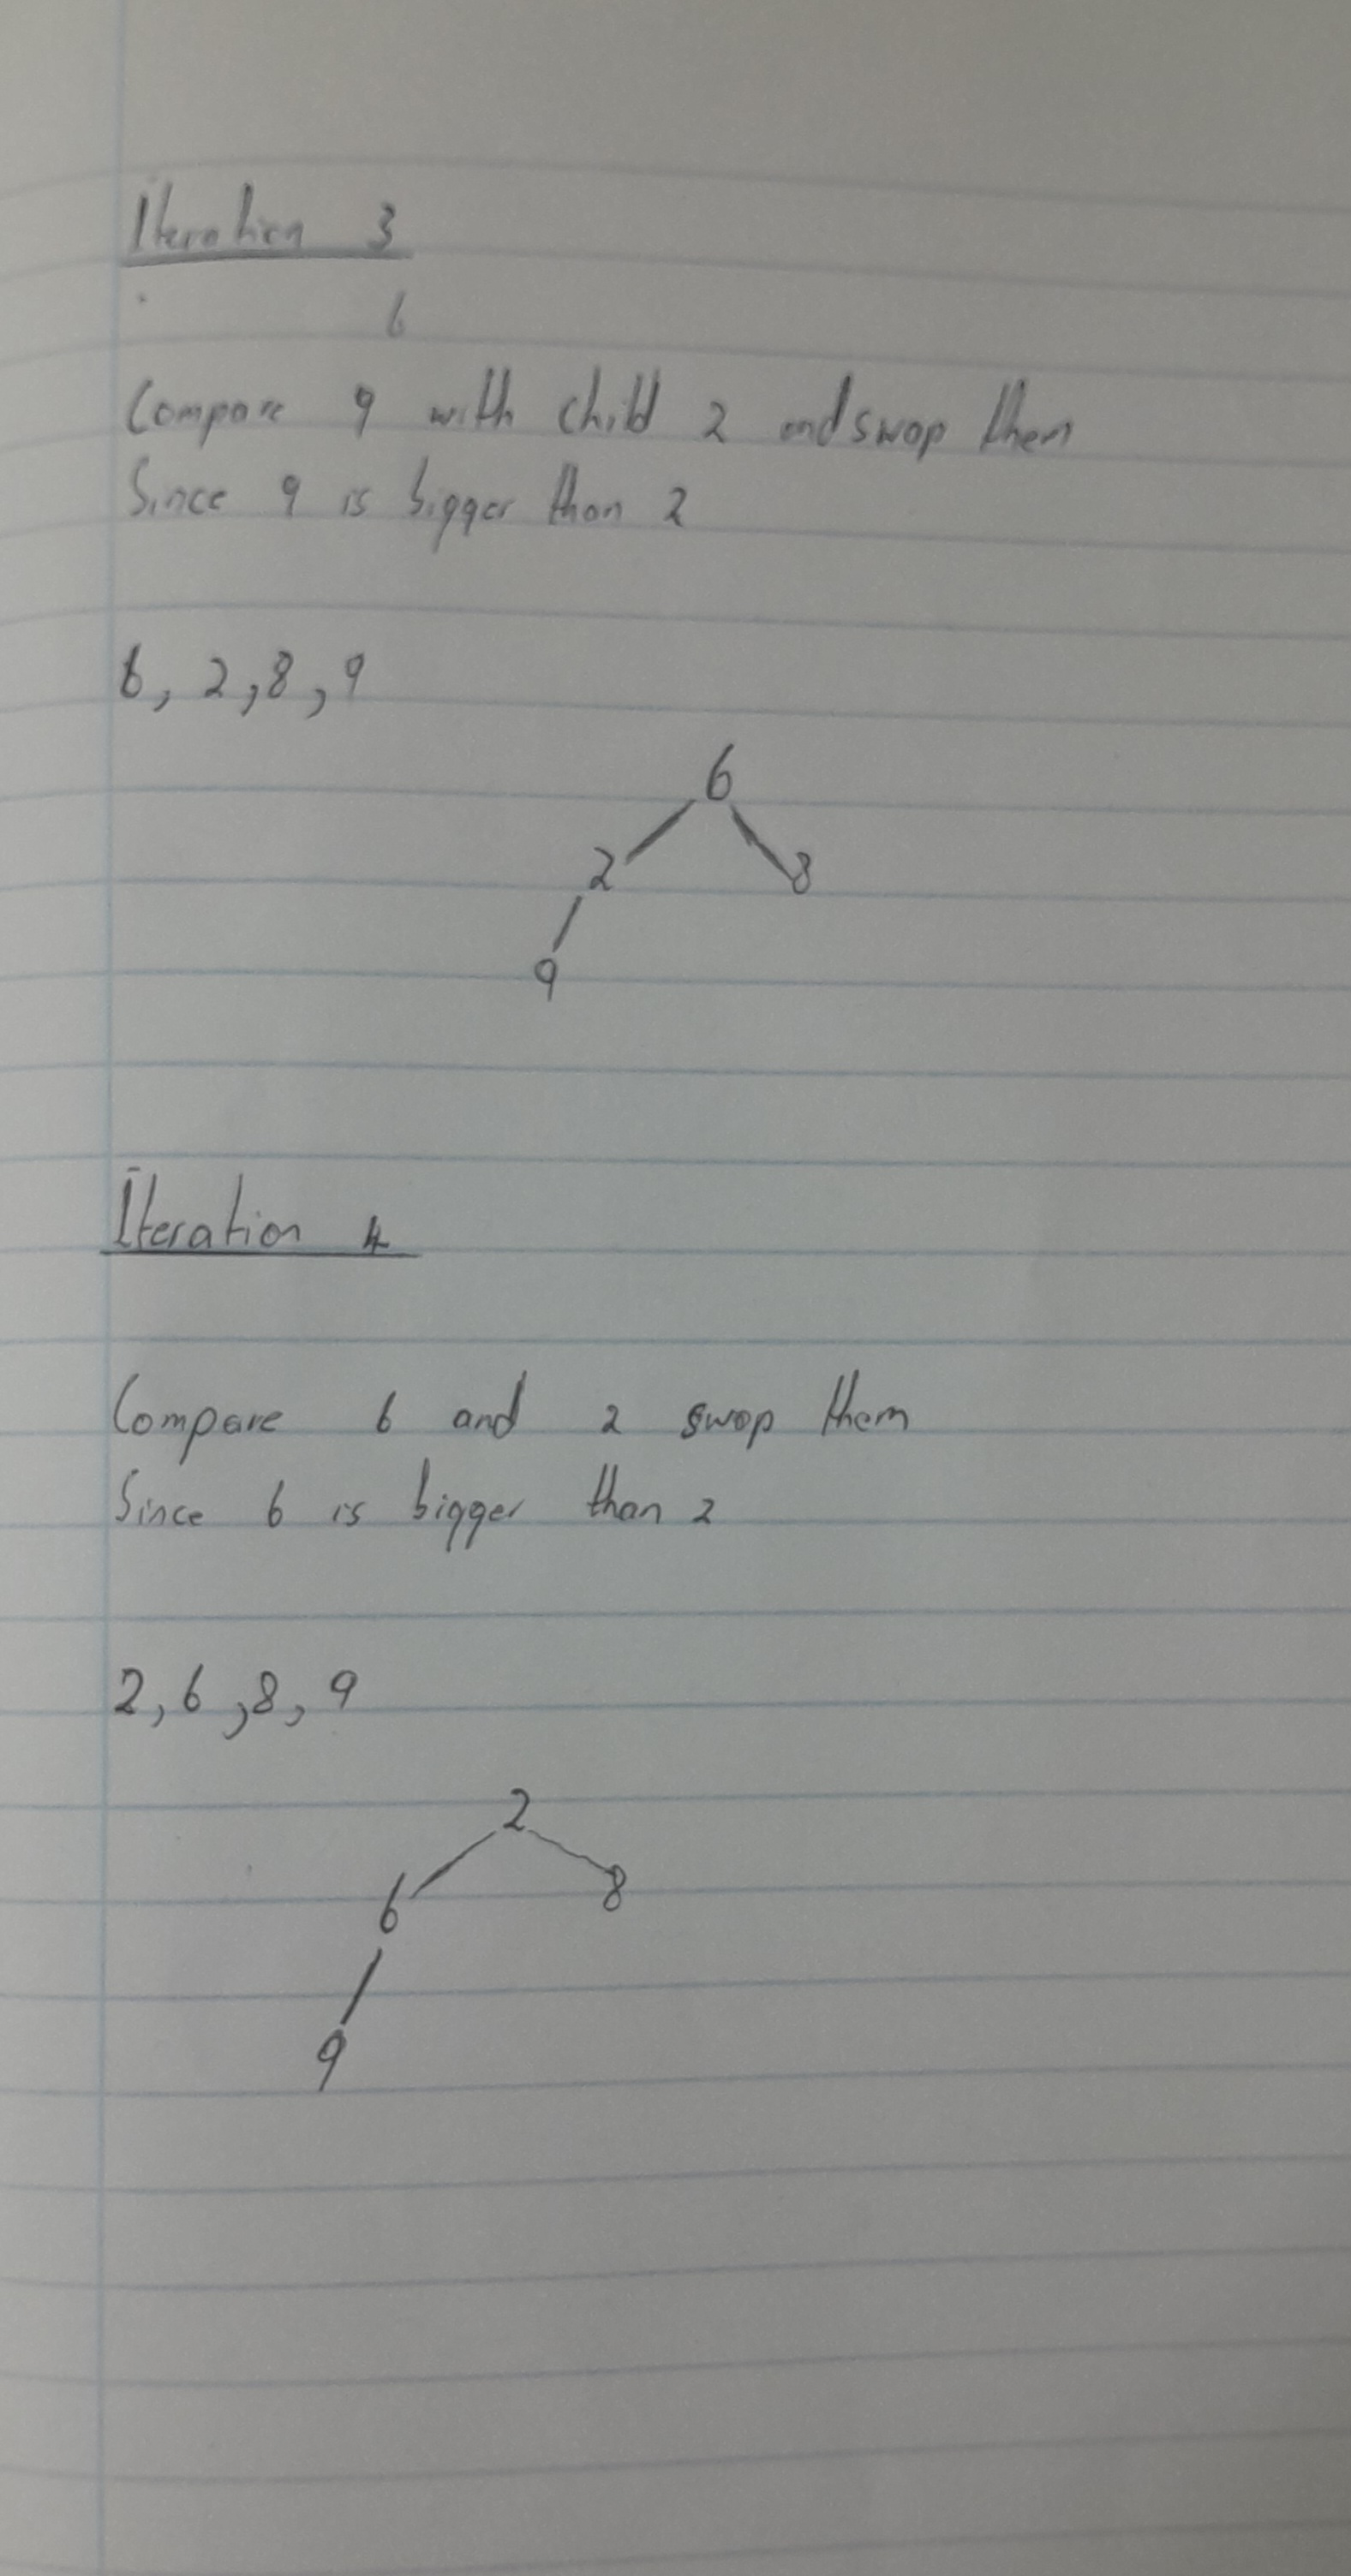 Iteration 3
6
Compare 9 with child 2 and swap them
Since 9 is bigger than 2
6, 2, 8, 9
6
2 8
9
Iteration 4
Compare 6 and 2 swap them
Since 6 is bigger than 2
2, 6, 8, 9
2
6 8
9